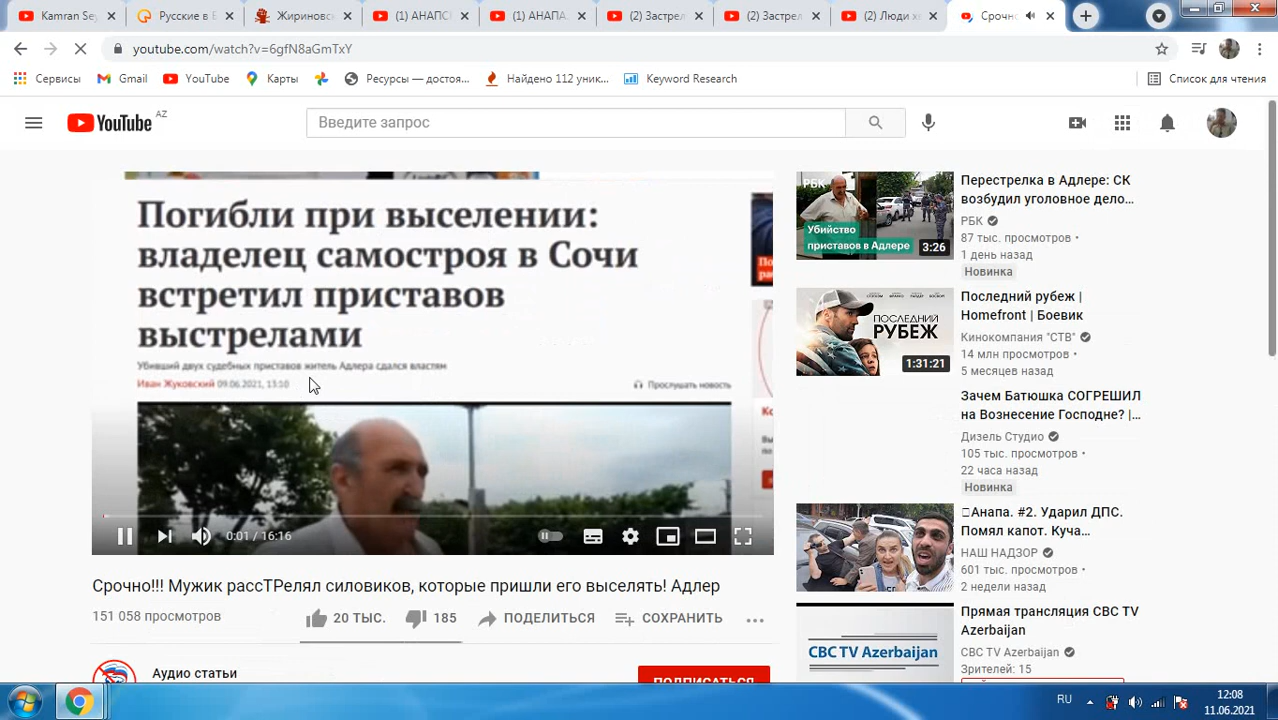 Kamran Sey
Русские в Е
Жириновс
(1) АНАПСК
(1) АНАП
(2) Застрел
(2) Застрел
(2) Люди хе
Срочно
youtube.com/watch?v=6gfN8aGmTxY
Сервисы
Gmail
YouTube
Карты
Ресурсы — достоя...
Найдено 112 уник...
Keyword Research
Список для чтения
YouTube AZ
Введите запрос
Погибли при выселении:
владелец самостроя в Сочи
встретил приставов
выстрелами
Убивший двух судебных приставов житель Адлера сдался властям
Иван Жуковский 09.06.2021, 13:10
Прослушать новость
0:01 / 16:16
Срочно!!! Мужик рассТРелял силовиков, которые пришли его выселять! Адлер
151 058 просмотров
20 ТЫС.
185
ПОДЕЛИТЬСЯ
СОХРАНИТЬ
Аудио статьи
ПОДПИСАТЬСЯ
РБК
Убийство
приставов в Адлере
3:26
Перестрелка в Адлере: СК
возбудил уголовное дело...
РБК
87 тыс. просмотров •
1 день назад
Новинка
ПОСЛЕДНИЙ
РУБЕЖ
1:31:21
Последний рубеж |
Homefront | Боевик
Кинокомпания "СТВ"
14 млн просмотров •
5 месяцев назад
Зачем Батюшка СОГРЕШИЛ
на Вознесение Господне? |...
Дизель Студио
105 тыс. просмотров •
22 часа назад
Новинка
Анапа. #2. Ударил ДПС.
Помял капот. Куча...
НАШ НАДЗОР
601 тыс. просмотров •
2 недели назад
CBC TV Azerbaijan
Прямая трансляция CBC TV
Azerbaijan
CBC TV Azerbaijan
Зрителей: 15
RU
12:08
11.06.2021